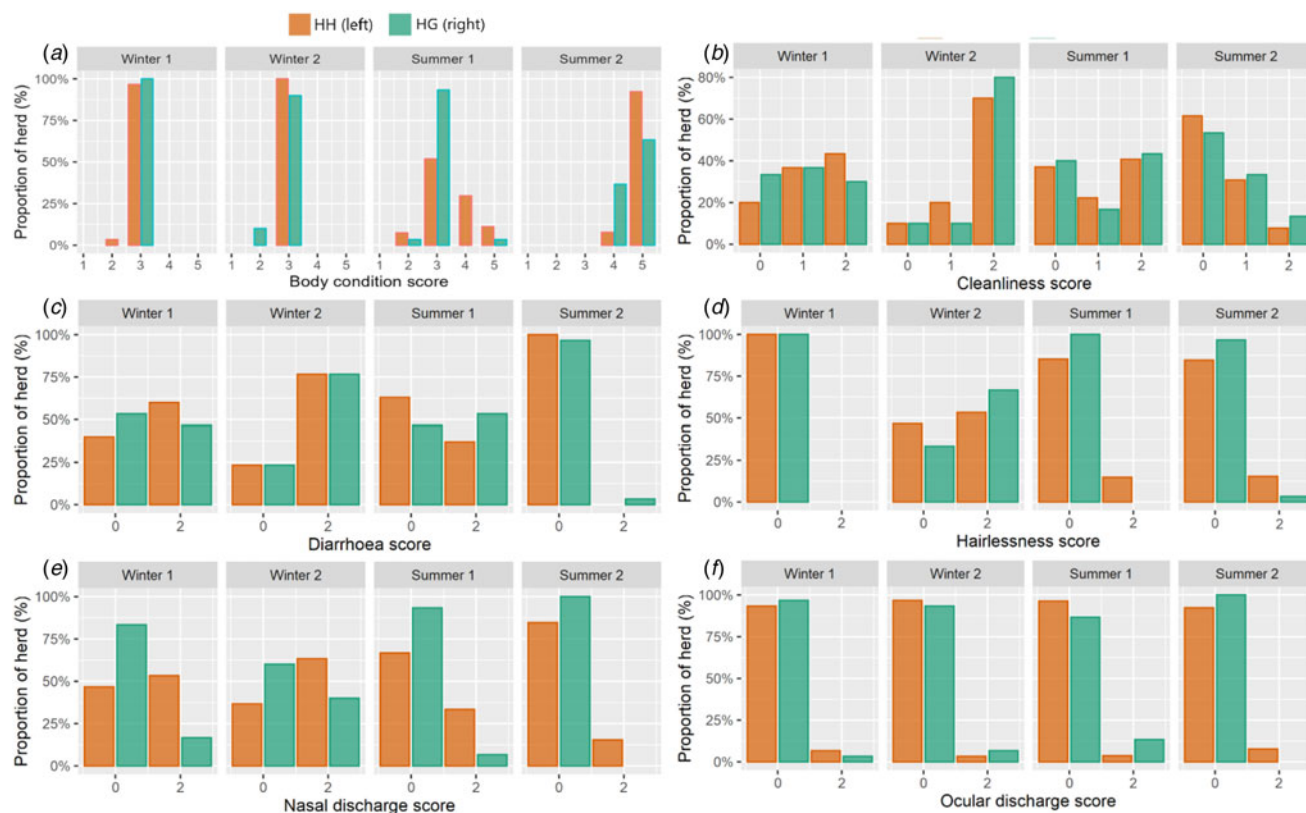 HH (left) HG (right)
(a)
Winter 1 Winter 2 Summer 1 Summer 2
Proportion of herd (%)
100%
75%
50%
25%
0%
1 2 3 4 5 1 2 3 4 5 1 2 3 4 5 1 2 3 4 5
Body condition score
(b)
Winter 1 Winter 2 Summer 1 Summer 2
Proportion of herd (%)
80%
60%
40%
20%
0%
0 1 2 0 1 2 0 1 2 0 1 2
Cleanliness score
(c)
Winter 1 Winter 2 Summer 1 Summer 2
Proportion of herd (%)
100%
75%
50%
25%
0%
0 2 0 2 0 2 0 2
Diarrhoea score
(d)
Winter 1 Winter 2 Summer 1 Summer 2
Proportion of herd (%)
100%
75%
50%
25%
0%
0 2 0 2 0 2 0 2
Hairlessness score
(e)
Winter 1 Winter 2 Summer 1 Summer 2
Proportion of herd (%)
100%
75%
50%
25%
0%
0 2 0 2 0 2 0 2
Nasal discharge score
(f)
Winter 1 Winter 2 Summer 1 Summer 2
Proportion of herd (%)
100%
75%
50%
25%
0%
0 2 0 2 0 2 0 2
Ocular discharge score